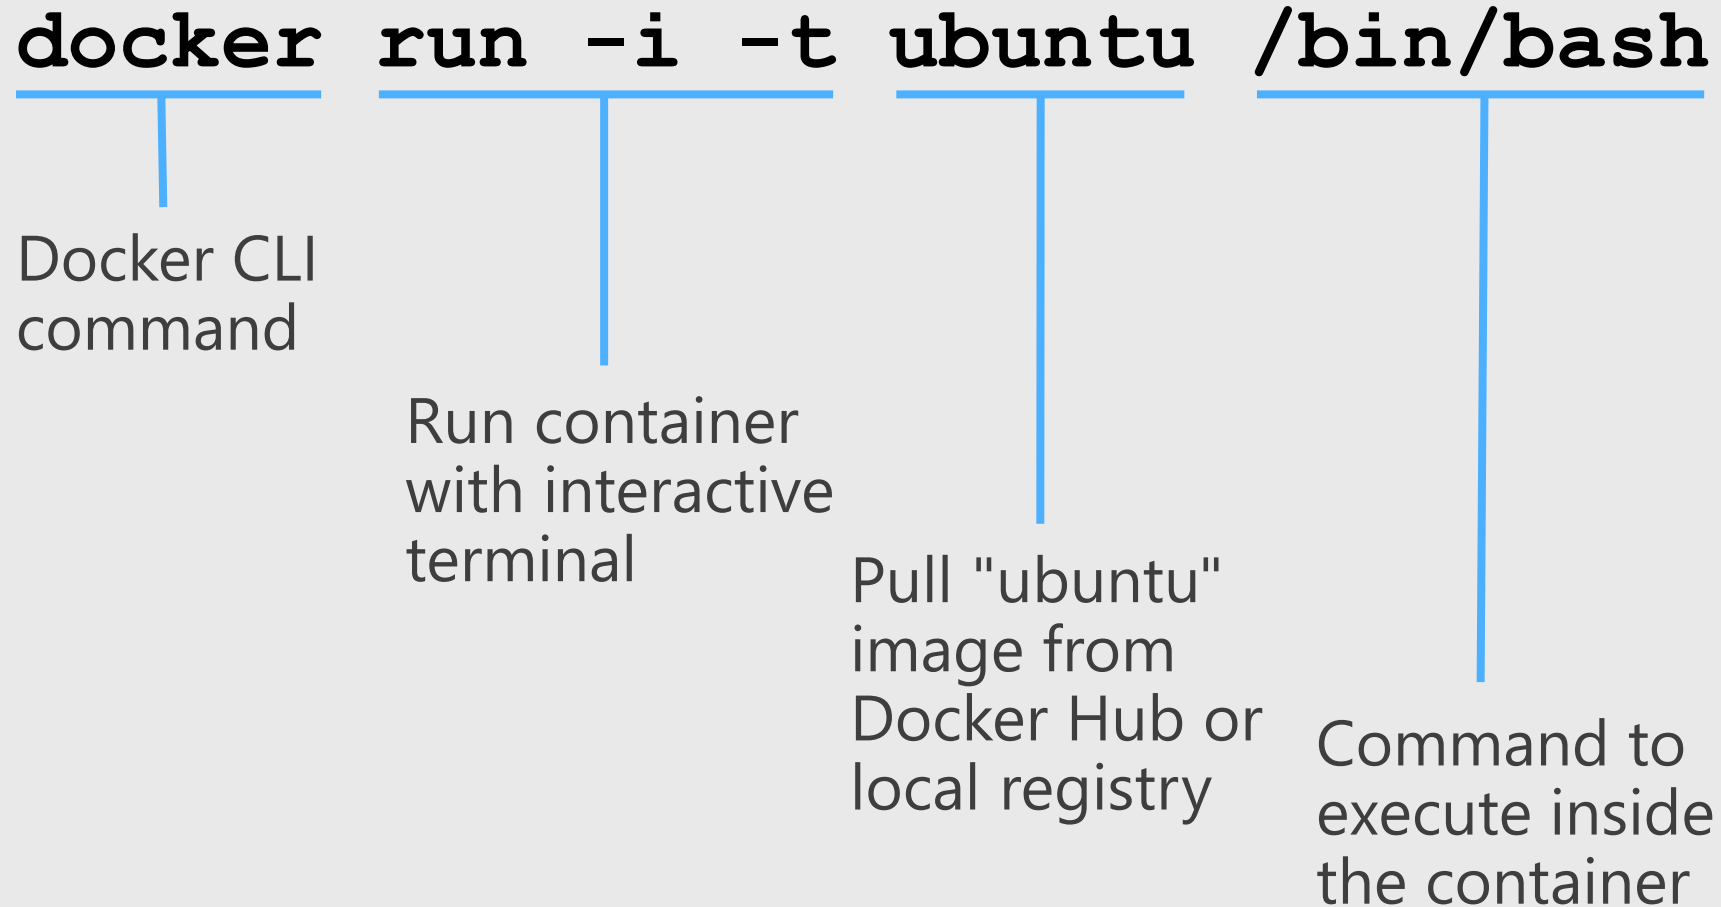 docker run -i -t ubuntu /bin/bash
Docker CLI
command
Run container
with interactive
terminal
Pull "ubuntu"
image from
Docker Hub or
local registry
Command to
execute inside
the container